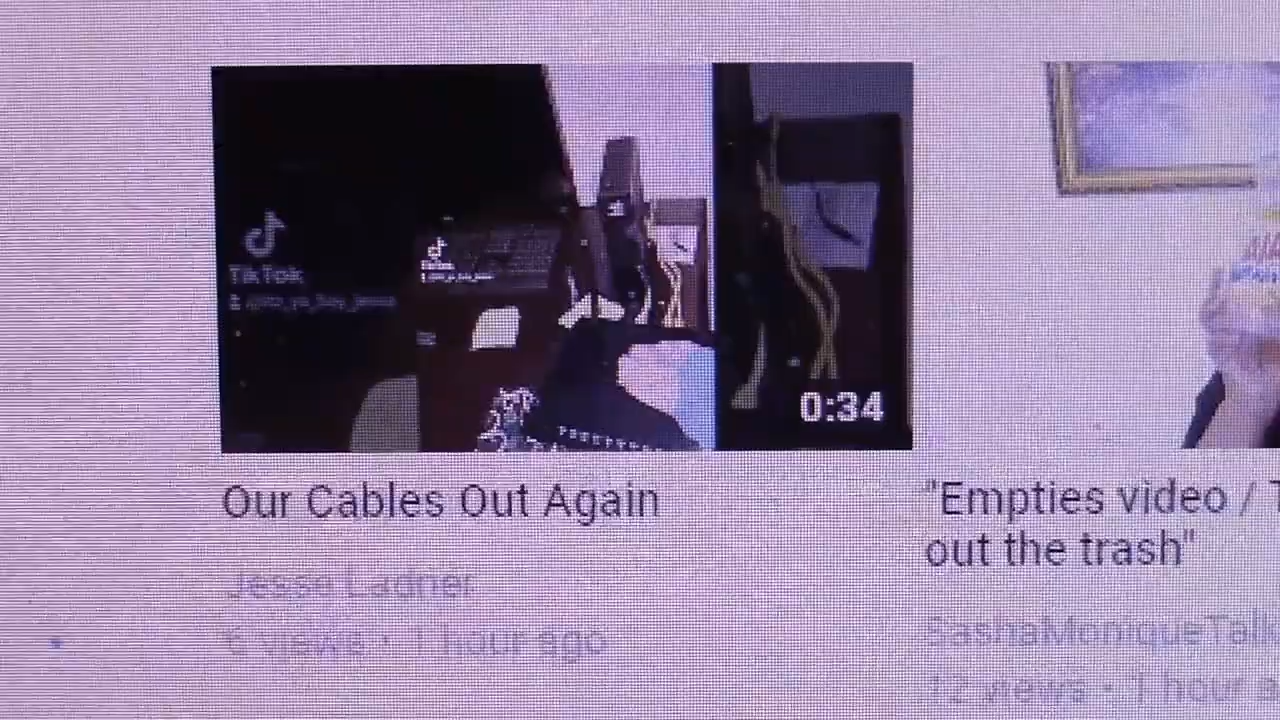 TikTok
0:34
Our Cables Out Again
Jesse Ladner
6 views · 1 hour ago
"Empties video / T
out the trash"
SashaMoniqueTalk
12 views · 1 hour a